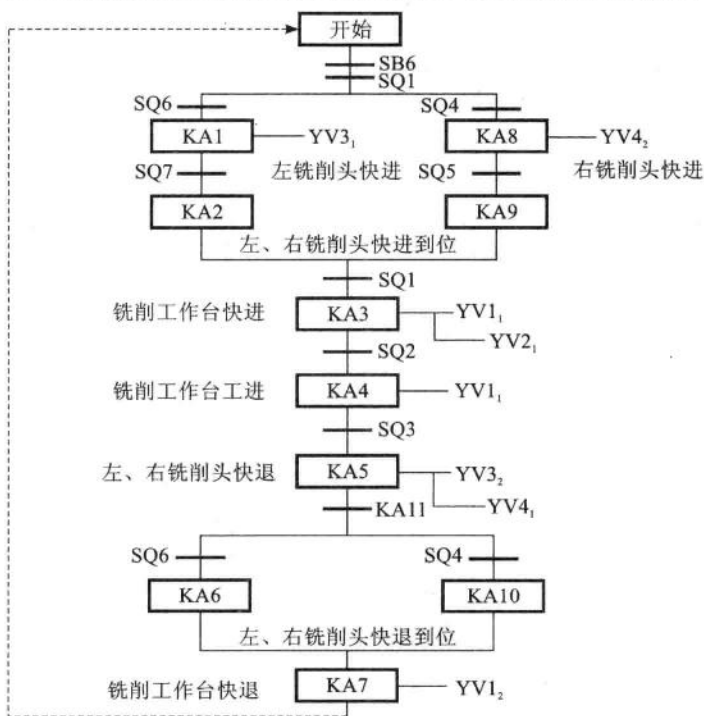 开始
SB6
SQ1
SQ6
SQ4
KA1
YV3₁
KA8
YV4₂
SQ7
左铣削头快进
SQ5
右铣削头快进
KA2
KA9
左、右铣削头快进到位
SQ1
铣削工作台快进
KA3
YV1₁
YV2₁
SQ2
铣削工作台工进
KA4
YV1₁
SQ3
左、右铣削头快退
KA5
YV3₂
YV4₁
KA11
SQ6
SQ4
KA6
KA10
左、右铣削头快退到位
铣削工作台快退
KA7
YV1₂